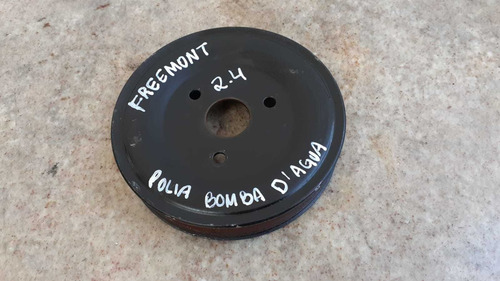 FREEMONT
2.4
POLIA BOMBA D'AGUA